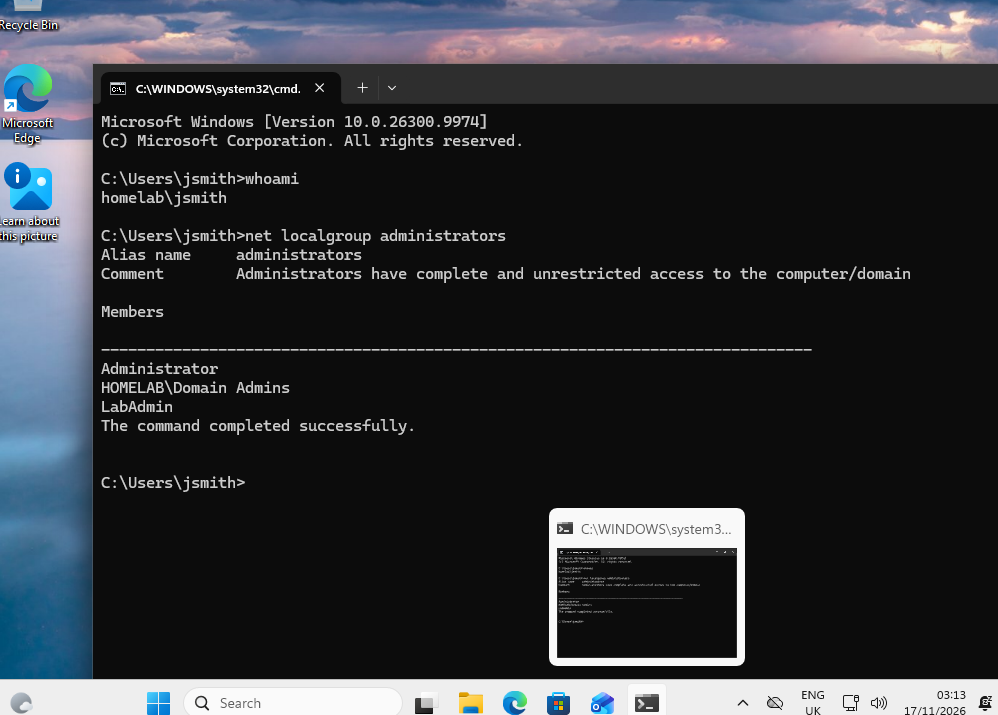 Recycle Bin
Microsoft
Edge
Learn about
this picture
C:\WINDOWS\system32\cmd.
Microsoft Windows [Version 10.0.26300.9974]
(c) Microsoft Corporation. All rights reserved.
C:\Users\jsmith>whoami
homelab\jsmith
C:\Users\jsmith>net localgroup administrators
Alias name     administrators
Comment        Administrators have complete and unrestricted access to the computer/domain
Members
-------------------------------------------------------------------------------
Administrator
HOMELAB\Domain Admins
LabAdmin
The command completed successfully.
C:\Users\jsmith>
C:\WINDOWS\system3...
Search
ENG
UK
03:13
17/11/2026